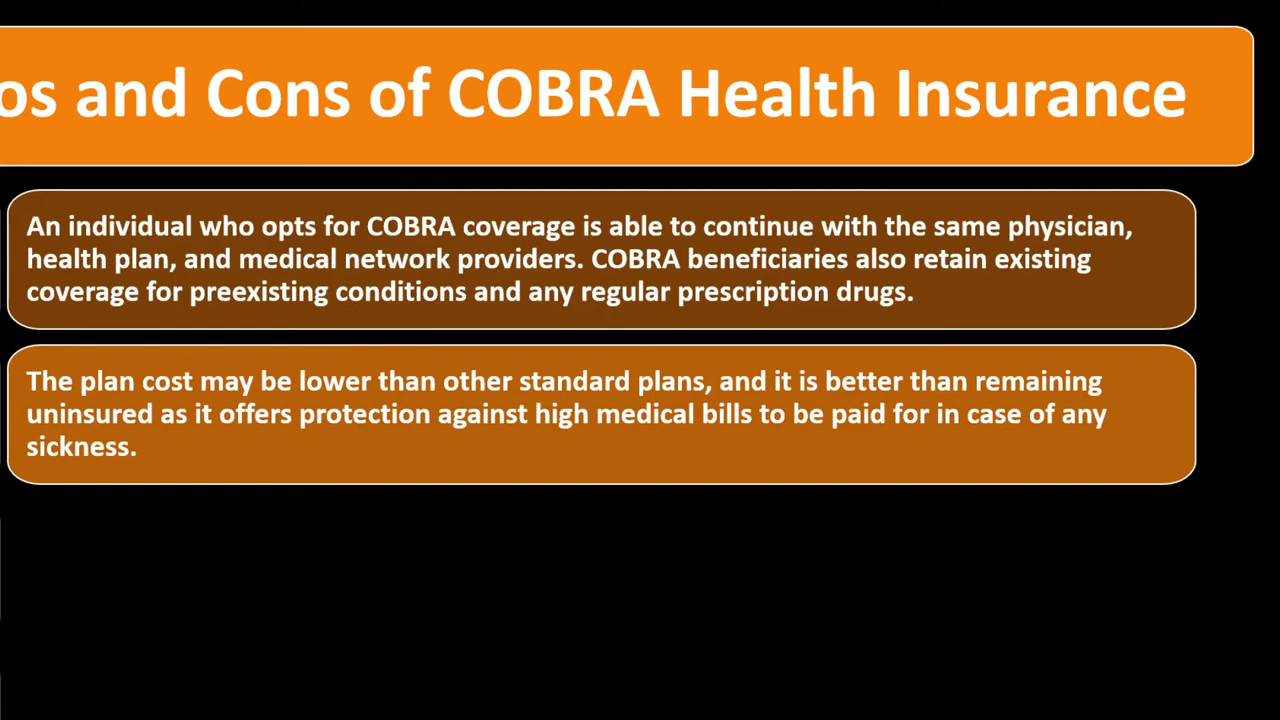 os and Cons of COBRA Health Insurance
An individual who opts for COBRA coverage is able to continue with the same physician,
health plan, and medical network providers. COBRA beneficiaries also retain existing
coverage for preexisting conditions and any regular prescription drugs.
The plan cost may be lower than other standard plans, and it is better than remaining
uninsured as it offers protection against high medical bills to be paid for in case of any
sickness.